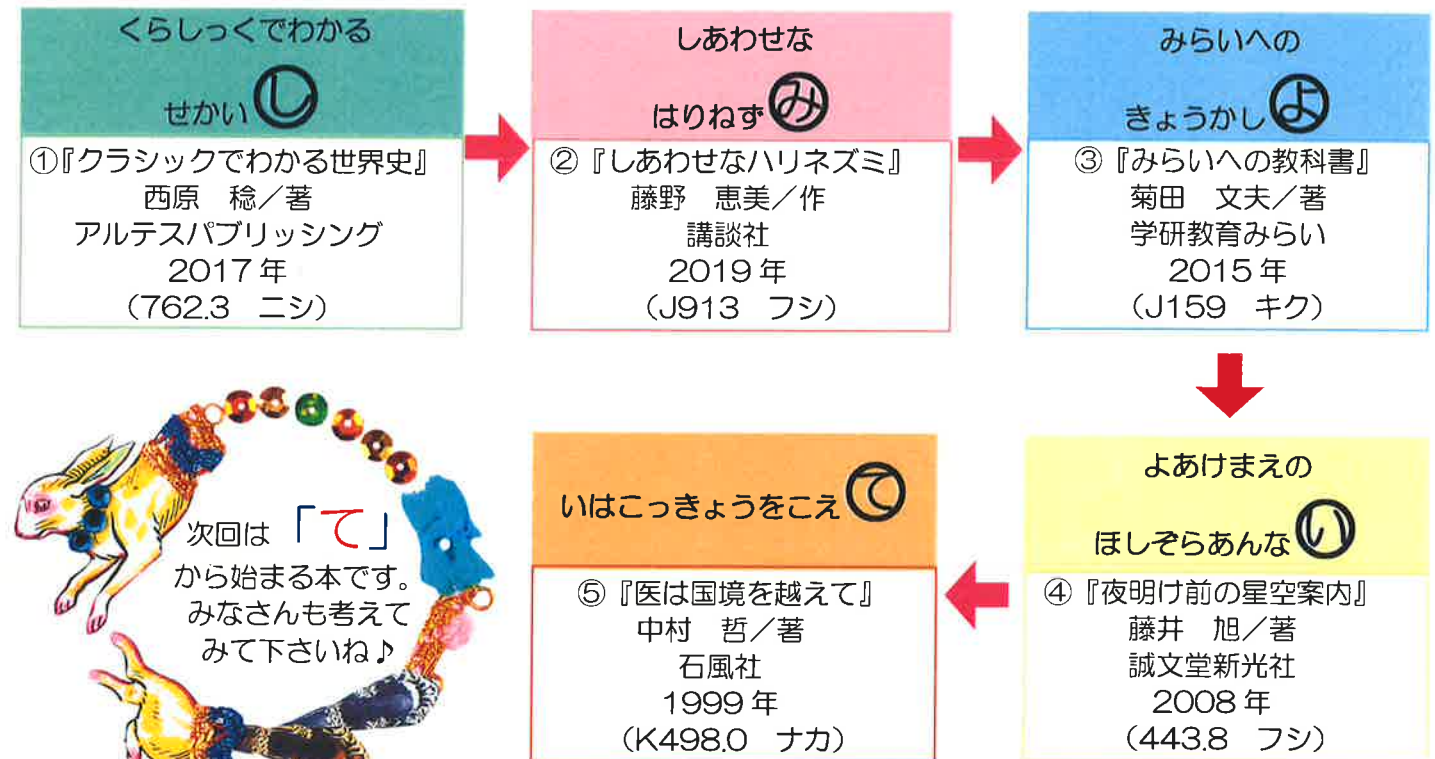 くらしっくでわかる
せかいし
①『クラシックでわかる世界史』
西原 稔／著
アルテスパブリッシング
2017年
（762.3 ニシ）
しあわせな
はりねずみ
②『しあわせなハリネズミ』
藤野 恵美／作
講談社
2019年
（J913 フシ）
みらいへの
きょうかしよ
③『みらいへの教科書』
菊田 文夫／著
学研教育みらい
2015年
（J159 キク）
よあけまえの
ほしぞらあんない
④『夜明け前の星空案内』
藤井 旭／著
誠文堂新光社
2008年
（443.8 フシ）
いはこっきょうをこえて
⑤『医は国境を越えて』
中村 哲／著
石風社
1999年
（K498.0 ナカ）
次回は「て」
から始まる本です。
みなさんも考えて
みて下さいね♪